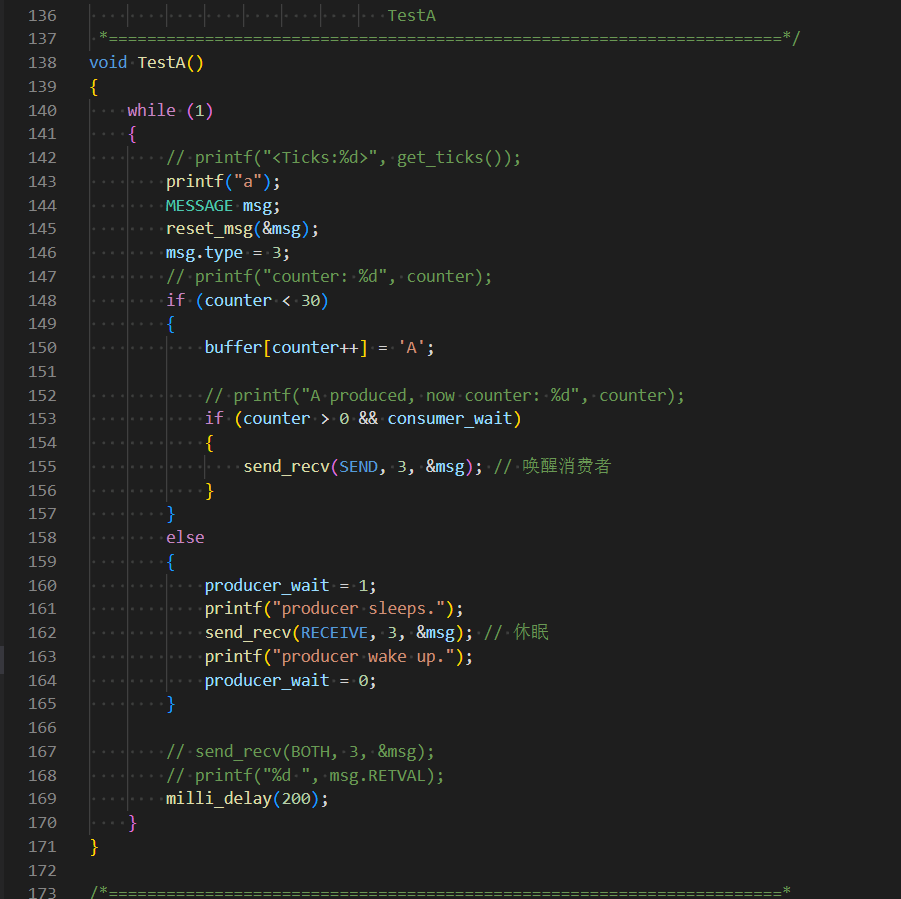 136 TestA
137 *======================================================================*/
138 void TestA()
139 {
140 while (1)
141 {
142 // printf("<Ticks:%d>", get_ticks());
143 printf("a");
144 MESSAGE msg;
145 reset_msg(&msg);
146 msg.type = 3;
147 // printf("counter: %d", counter);
148 if (counter < 30)
149 {
150 buffer[counter++] = 'A';
151
152 // printf("A produced, now counter: %d", counter);
153 if (counter > 0 && consumer_wait)
154 {
155 send_recv(SEND, 3, &msg); // 唤醒消费者
156 }
157 }
158 else
159 {
160 producer_wait = 1;
161 printf("producer sleeps.");
162 send_recv(RECEIVE, 3, &msg); // 休眠
163 printf("producer wake up.");
164 producer_wait = 0;
165 }
166
167 // send_recv(BOTH, 3, &msg);
168 // printf("%d ", msg.RETVAL);
169 milli_delay(200);
170 }
171 }
172
173 /*======================================================================*